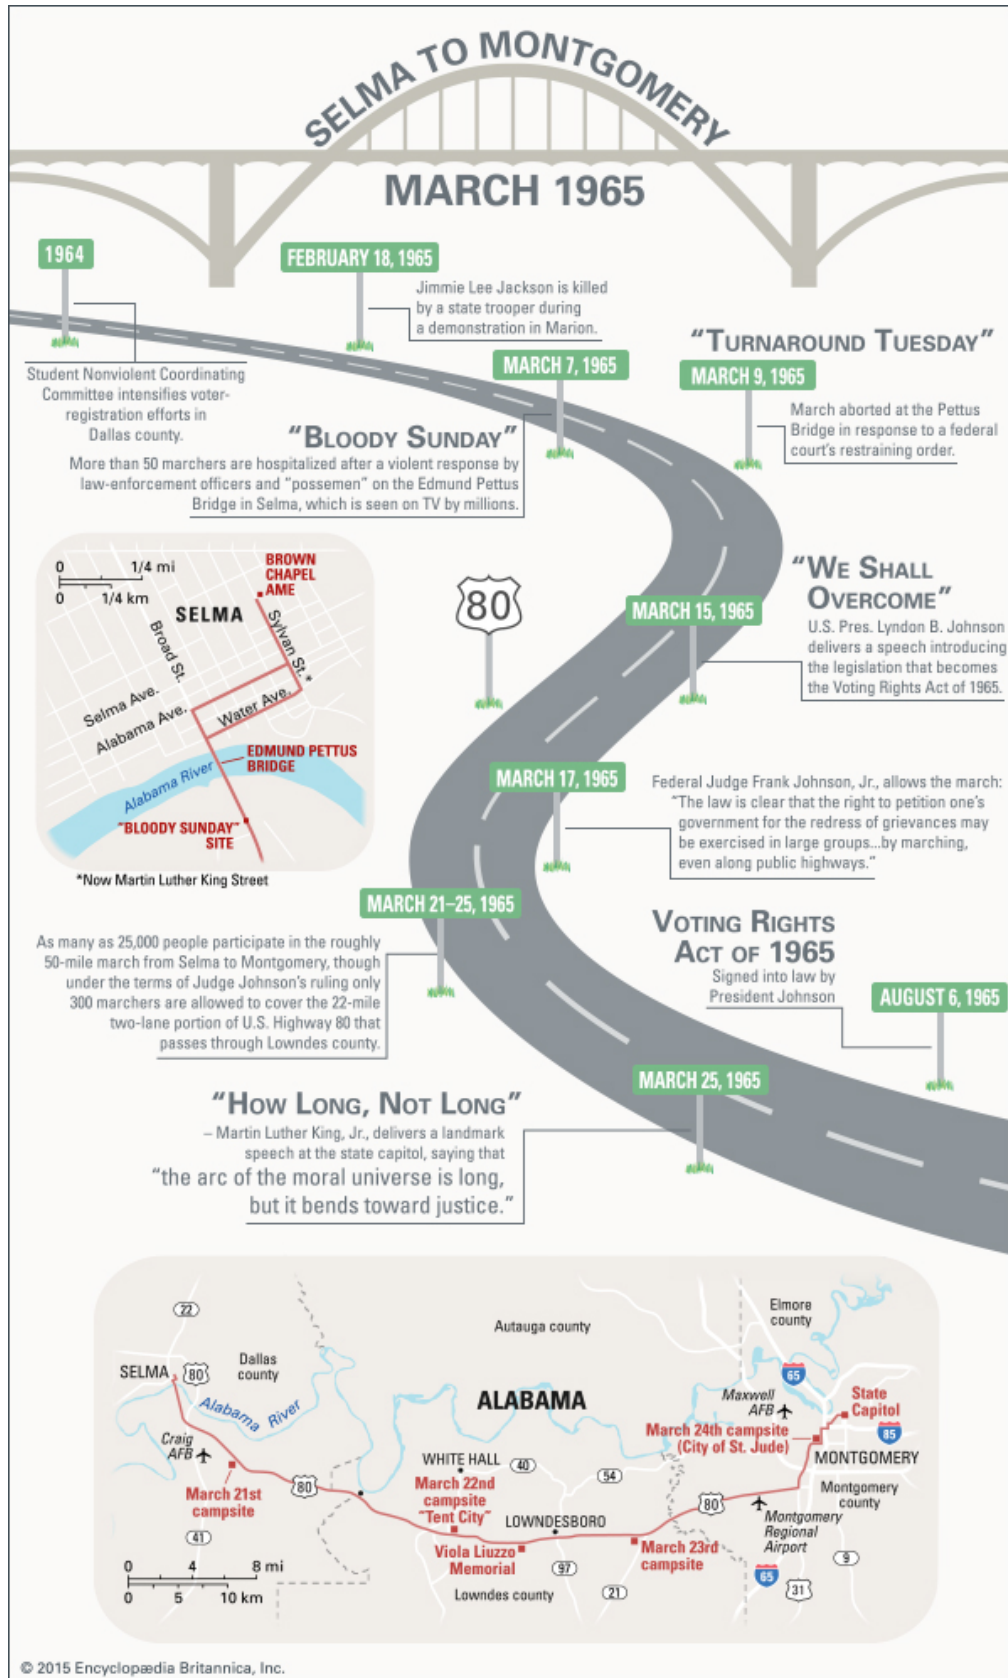 SELMA TO MONTGOMERY
MARCH 1965
1964
Student Nonviolent Coordinating
Committee intensifies voter-
registration efforts in
Dallas county.
FEBRUARY 18, 1965
Jimmie Lee Jackson is killed
by a state trooper during
a demonstration in Marion.
MARCH 7, 1965
"BLOODY SUNDAY"
More than 50 marchers are hospitalized after a violent response by
law-enforcement officers and "possemen" on the Edmund Pettus
Bridge in Selma, which is seen on TV by millions.
"TURNAROUND TUESDAY"
MARCH 9, 1965
March aborted at the Pettus
Bridge in response to a federal
court's restraining order.
0 1/4 mi
0 1/4 km
SELMA
BROWN
CHAPEL
AME
Sylvan St.*
Broad St.
Selma Ave.
Alabama Ave.
Water Ave.
EDMUND PETTUS
BRIDGE
Alabama River
"BLOODY SUNDAY"
SITE
*Now Martin Luther King Street
80
MARCH 15, 1965
"WE SHALL
OVERCOME"
U.S. Pres. Lyndon B. Johnson
delivers a speech introducing
the legislation that becomes
the Voting Rights Act of 1965.
MARCH 17, 1965
Federal Judge Frank Johnson, Jr., allows the march:
"The law is clear that the right to petition one's
government for the redress of grievances may
be exercised in large groups...by marching,
even along public highways."
MARCH 21–25, 1965
As many as 25,000 people participate in the roughly
50-mile march from Selma to Montgomery, though
under the terms of Judge Johnson's ruling only
300 marchers are allowed to cover the 22-mile
two-lane portion of U.S. Highway 80 that
passes through Lowndes county.
VOTING RIGHTS
ACT OF 1965
Signed into law by
President Johnson
AUGUST 6, 1965
MARCH 25, 1965
"HOW LONG, NOT LONG"
– Martin Luther King, Jr., delivers a landmark
speech at the state capitol, saying that
"the arc of the moral universe is long,
but it bends toward justice."
22
SELMA
80
Dallas
county
Alabama River
Craig
AFB
March 21st
campsite
80
41
0 4 8 mi
0 5 10 km
Autauga county
ALABAMA
WHITE HALL
40
54
March 22nd
campsite
"Tent City"
LOWNDESBORO
Viola Liuzzo
Memorial
97
Lowndes county
21
March 23rd
campsite
80
Elmore
county
65
Maxwell
AFB
State
Capitol
85
March 24th campsite
(City of St. Jude)
MONTGOMERY
Montgomery
county
Montgomery
Regional
Airport
65
31
9
© 2015 Encyclopædia Britannica, Inc.